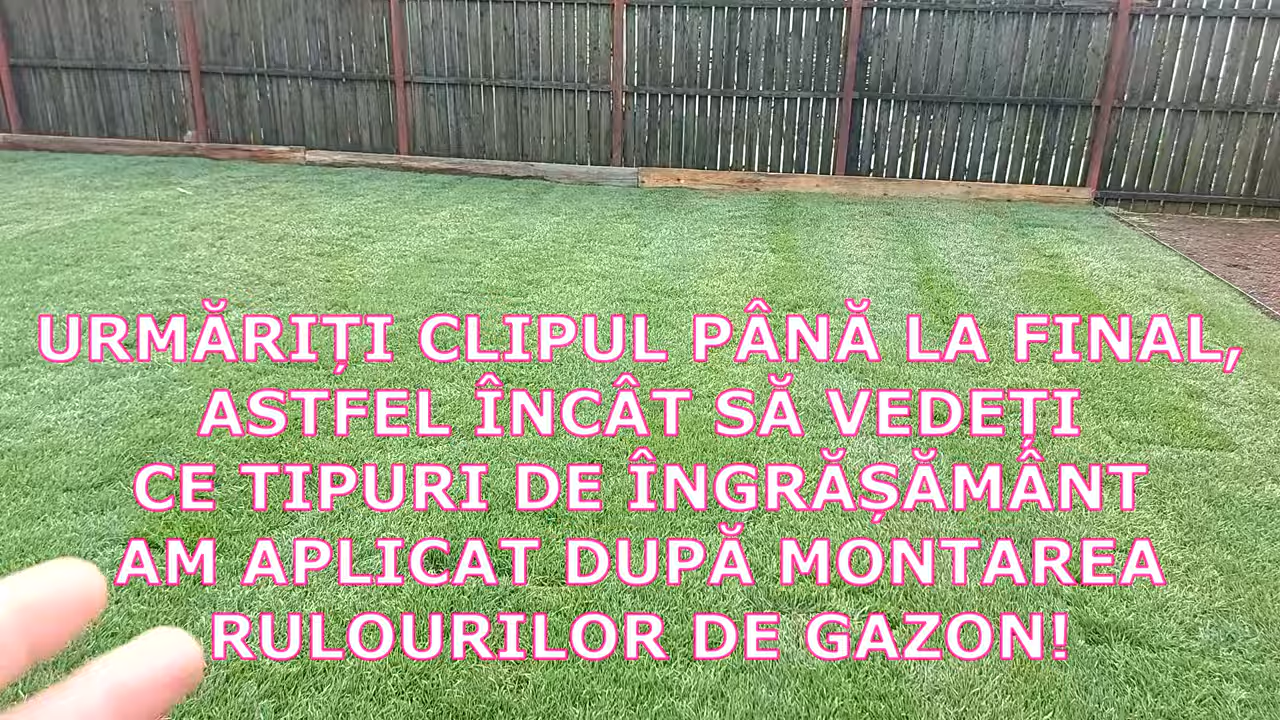 URMĂRIȚI CLIPUL PÂNĂ LA FINAL,
ASTFEL ÎNCÂT SĂ VEDEȚI
CE TIPURI DE ÎNGRĂȘĂMÂNT
AM APLICAT DUPĂ MONTAREA
RULOURILOR DE GAZON!